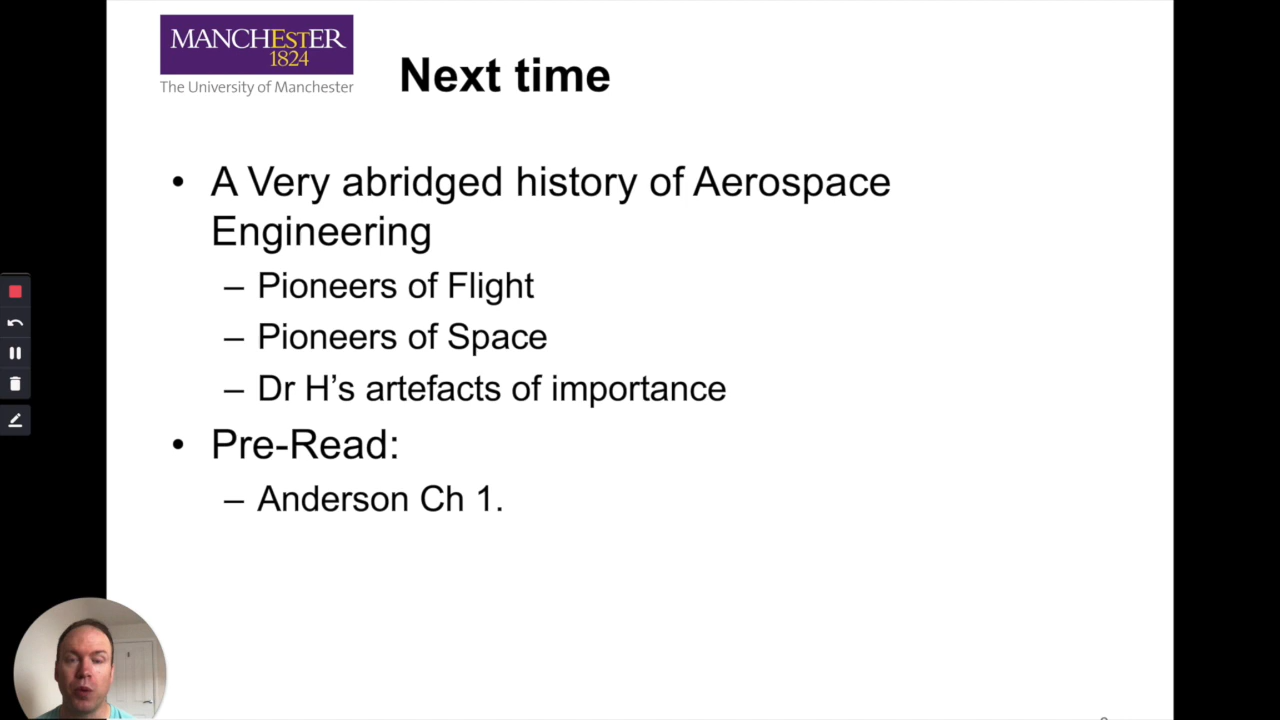 MANCHESTER
1824
The University of Manchester
Next time
• A Very abridged history of Aerospace
Engineering
– Pioneers of Flight
– Pioneers of Space
– Dr H’s artefacts of importance
• Pre-Read:
– Anderson Ch 1.